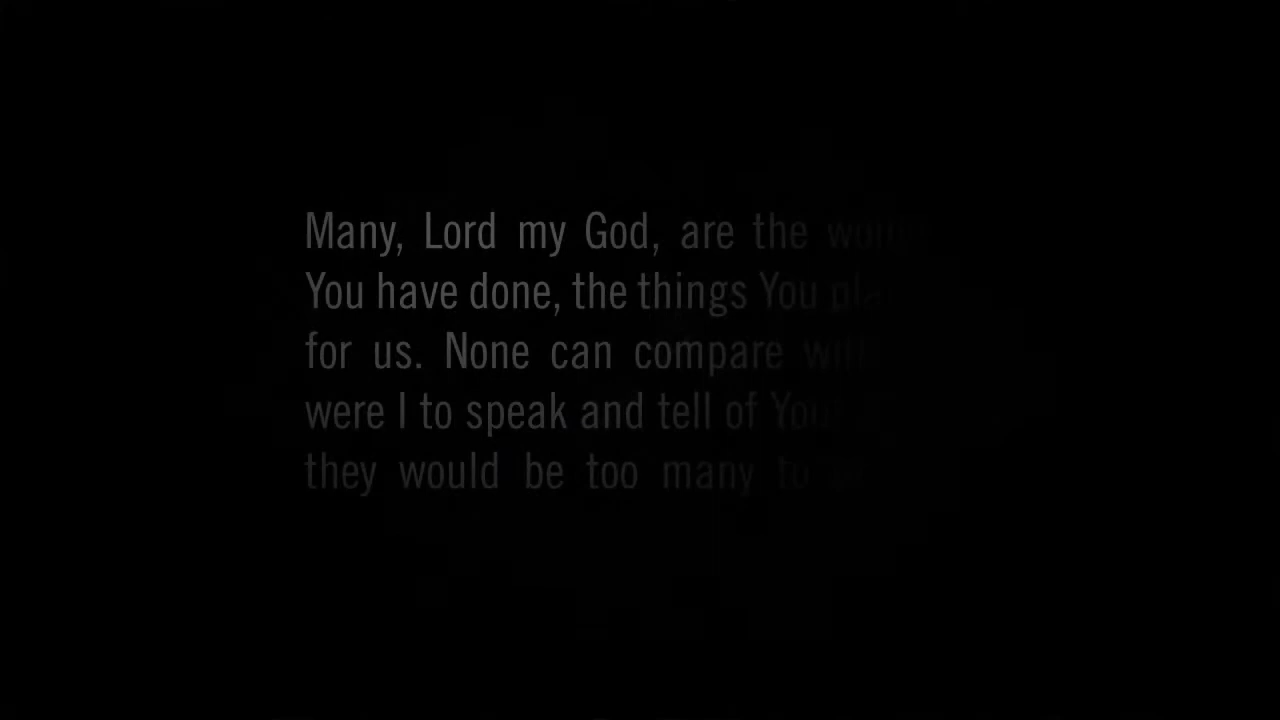 Many, Lord my God, are the
You have done, the things You
for us. None can compare
were I to speak and tell of
they would be too many to